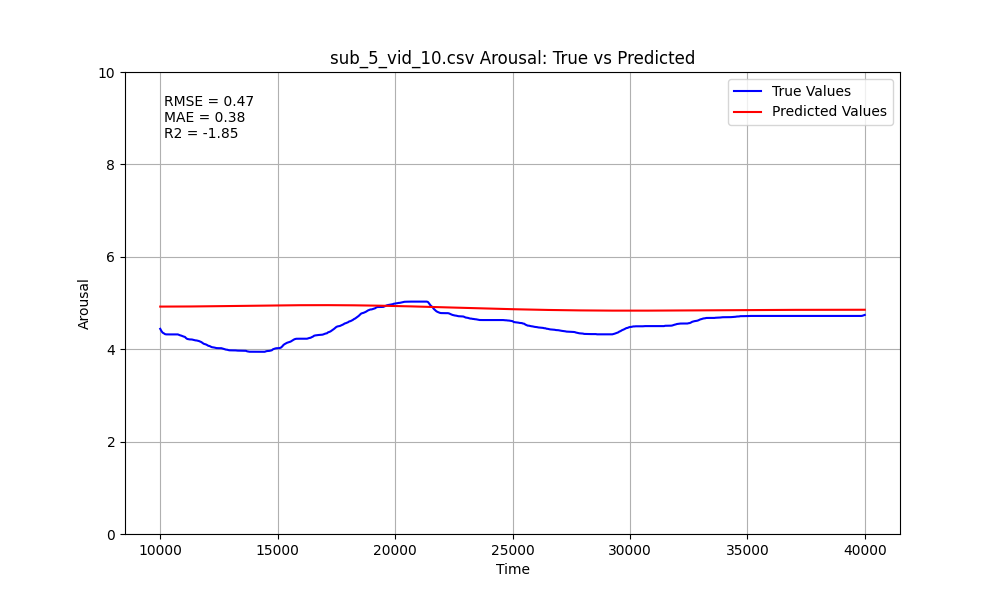 sub_5_vid_10.csv Arousal: True vs Predicted
RMSE = 0.47
MAE = 0.38
R2 = -1.85
True Values
Predicted Values
10
8
6
4
2
0
Arousal
10000 15000 20000 25000 30000 35000 40000
Time